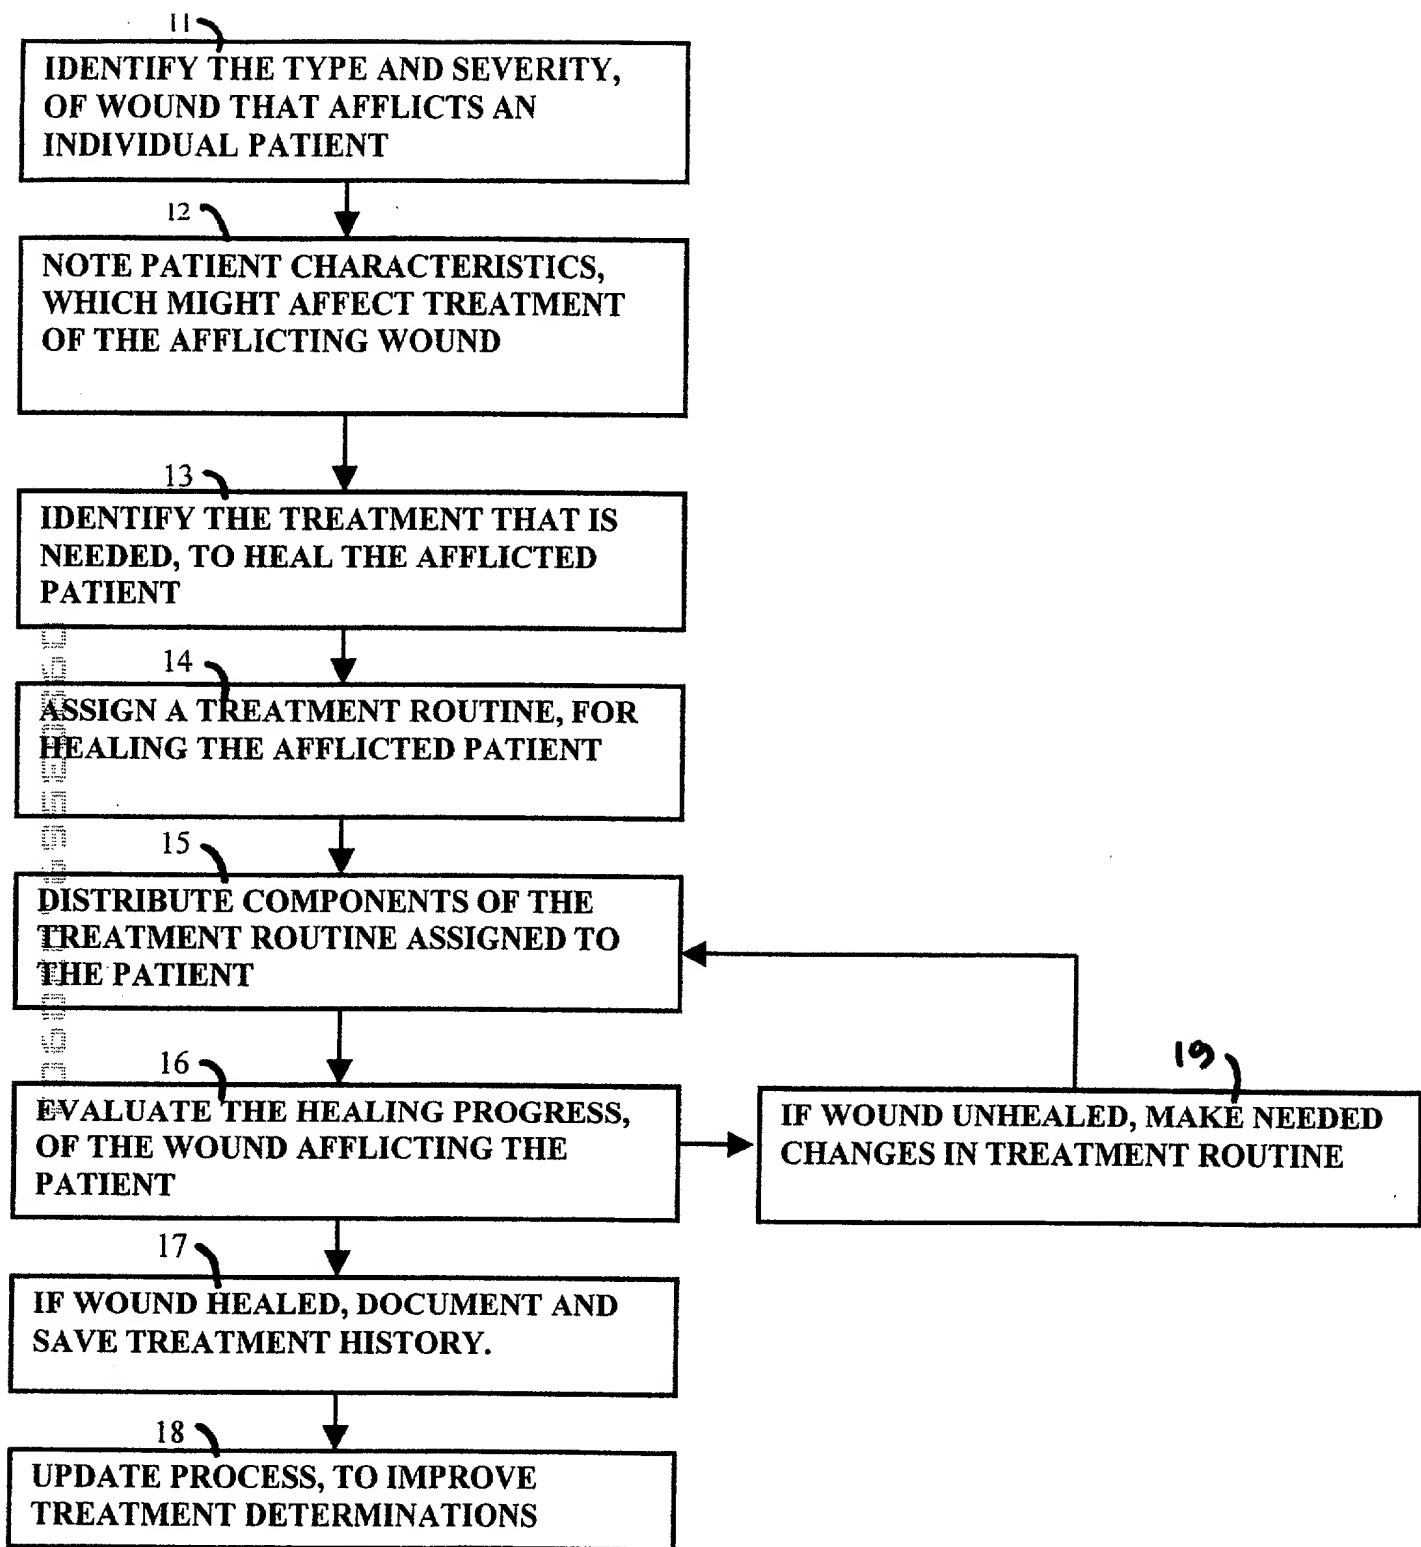 11
IDENTIFY THE TYPE AND SEVERITY,
OF WOUND THAT AFFLICTS AN
INDIVIDUAL PATIENT
12
NOTE PATIENT CHARACTERISTICS,
WHICH MIGHT AFFECT TREATMENT
OF THE AFFLICTING WOUND
13
IDENTIFY THE TREATMENT THAT IS
NEEDED, TO HEAL THE AFFLICTED
PATIENT
14
ASSIGN A TREATMENT ROUTINE, FOR
HEALING THE AFFLICTED PATIENT
15
DISTRIBUTE COMPONENTS OF THE
TREATMENT ROUTINE ASSIGNED TO
THE PATIENT
16
EVALUATE THE HEALING PROGRESS,
OF THE WOUND AFFLICTING THE
PATIENT
19
IF WOUND UNHEALED, MAKE NEEDED
CHANGES IN TREATMENT ROUTINE
17
IF WOUND HEALED, DOCUMENT AND
SAVE TREATMENT HISTORY.
18
UPDATE PROCESS, TO IMPROVE
TREATMENT DETERMINATIONS